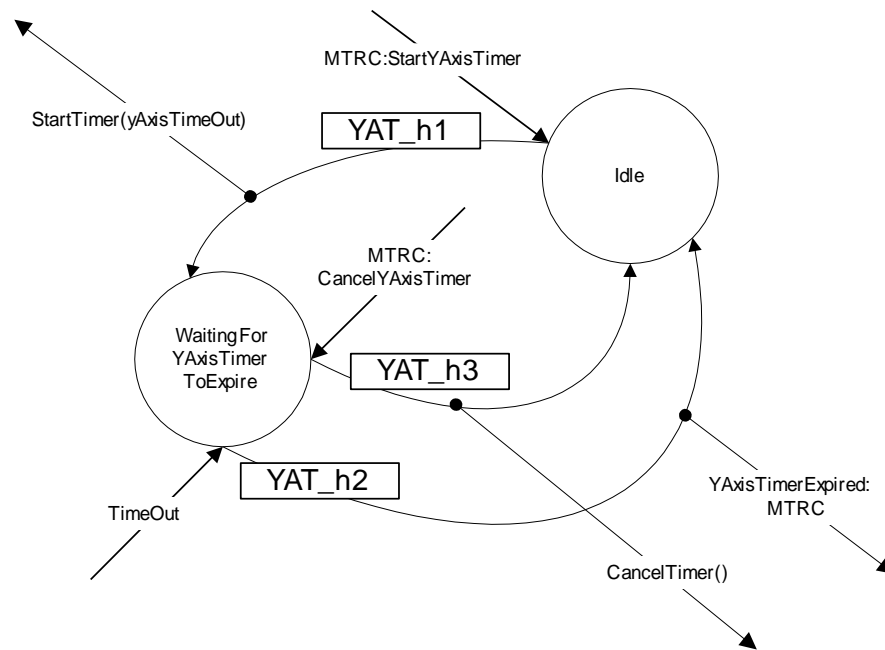 MTRC:StartYAxisTimer
StartTimer(yAxisTimeOut)
YAT_h1
Idle
MTRC:
CancelYAxisTimer
WaitingFor
YAxisTimer
ToExpire
YAT_h3
YAT_h2
TimeOut
YAxisTimerExpired:
MTRC
CancelTimer()